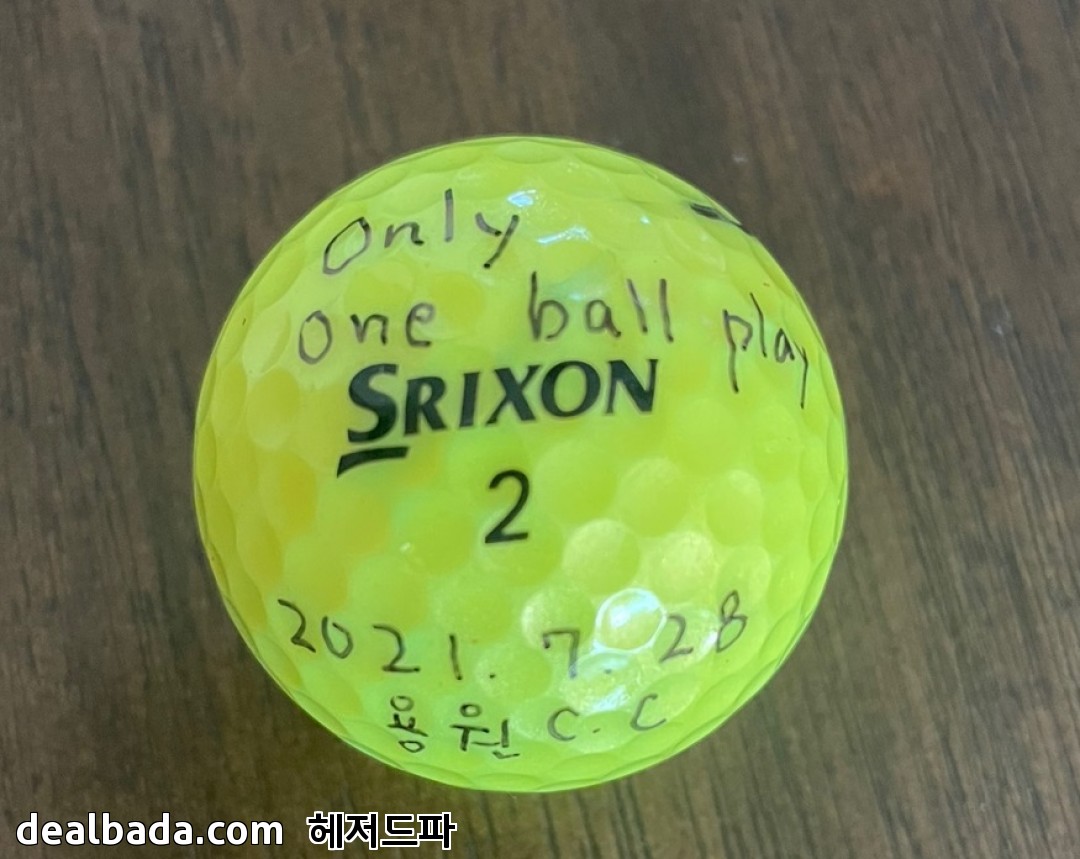 Only
one ball play
SRIXON
2
2021. 7. 28
용원 C.C
dealbada.com 헤저드파